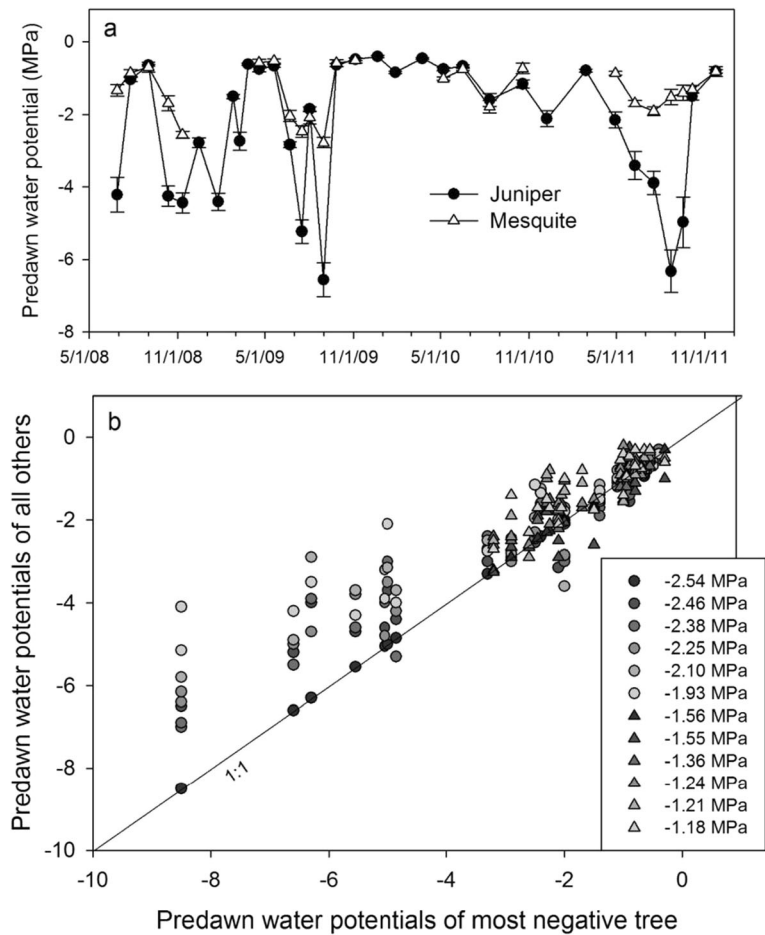 a
Predawn water potential (MPa)
0
-2
-4
-6
-8
Juniper
Mesquite
5/1/08 11/1/08 5/1/09 11/1/09 5/1/10 11/1/10 5/1/11 11/1/11
b
Predawn water potentials of all others
0
-2
-4
-6
-8
-10
1:1
-2.54 MPa
-2.46 MPa
-2.38 MPa
-2.25 MPa
-2.10 MPa
-1.93 MPa
-1.56 MPa
-1.55 MPa
-1.36 MPa
-1.24 MPa
-1.21 MPa
-1.18 MPa
-10 -8 -6 -4 -2 0
Predawn water potentials of most negative tree